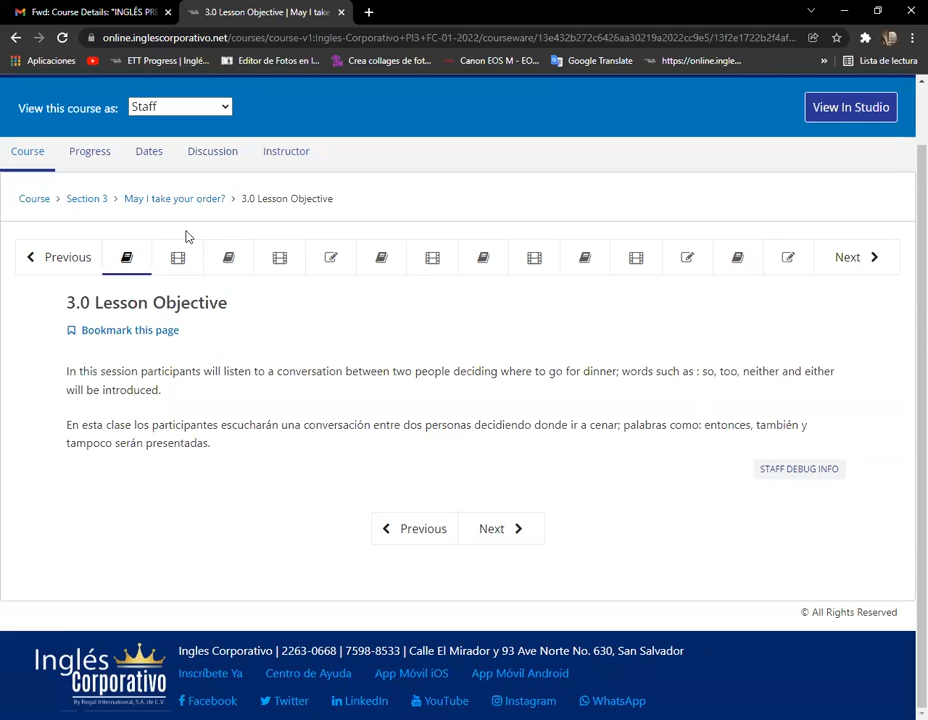 Fwd: Course Details: "INGLÉS PR
3.0 Lesson Objective | May I take
online.inglescorporativo.net/courses/course-v1:Ingles-Corporativo+PI3+FC-01-2022/courseware/13e432b272c6426aa30219a2022cc9e5/13f2e1722b2f4af...
Aplicaciones
ETT Progress | Inglé...
Editor de Fotos en l...
Crea collages de fot...
Canon EOS M - EO...
Google Translate
https://online.ingle...
»
Lista de lectura
View this course as:
Staff
View In Studio
Course
Progress
Dates
Discussion
Instructor
Course > Section 3 > May I take your order? > 3.0 Lesson Objective
Previous
Next
3.0 Lesson Objective
Bookmark this page
In this session participants will listen to a conversation between two people deciding where to go for dinner; words such as : so, too, neither and either
will be introduced.
En esta clase los participantes escucharán una conversación entre dos personas decidiendo donde ir a cenar; palabras como: entonces, también y
tampoco serán presentadas.
STAFF DEBUG INFO
Previous
Next
© All Rights Reserved
Inglés
Corporativo
By Regal International, S.A. de C.V.
Ingles Corporativo | 2263-0668 | 7598-8533 | Calle El Mirador y 93 Ave Norte No. 630, San Salvador
Inscríbete Ya
Centro de Ayuda
App Móvil iOS
App Móvil Android
Facebook
Twitter
LinkedIn
YouTube
Instagram
WhatsApp